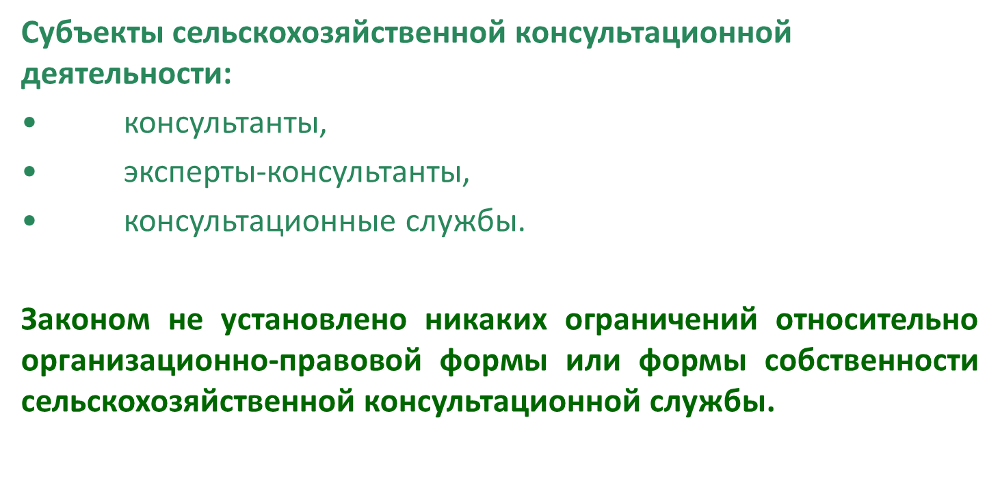 Субъекты сельскохозяйственной консультационной
деятельности:
• консультанты,
• эксперты-консультанты,
• консультационные службы.
Законом не установлено никаких ограничений относительно
организационно-правовой формы или формы собственности
сельскохозяйственной консультационной службы.